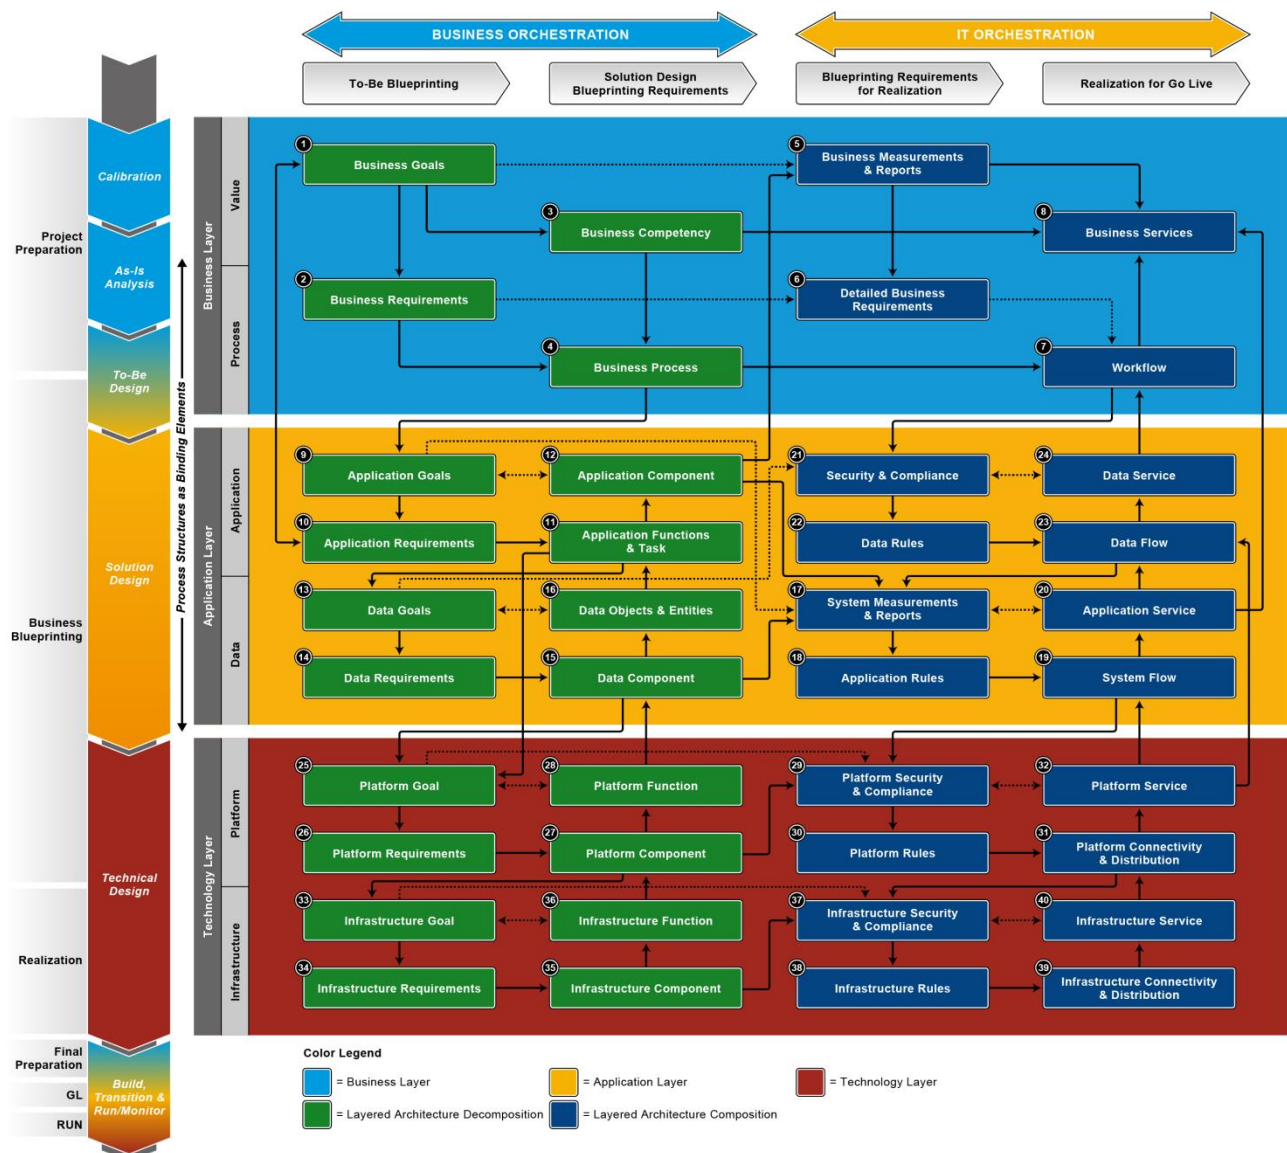 BUSINESS ORCHESTRATION
IT ORCHESTRATION
To-Be Blueprinting
Solution Design
Blueprinting Requirements
Blueprinting Requirements
for Realization
Realization for Go Live
Project
Preparation
Business
Blueprinting
Realization
Final
Preparation
GL
RUN
Calibration
As-Is
Analysis
To-Be
Design
Solution
Design
Technical
Design
Build,
Transition &
Run/Monitor
Process Structures as Binding Elements
Business Layer
Value
Process
1
Business Goals
5
Business Measurements
& Reports
3
Business Competency
8
Business Services
2
Business Requirements
6
Detailed Business
Requirements
4
Business Process
7
Workflow
Application Layer
Application
Data
9
Application Goals
12
Application Component
21
Security & Compliance
24
Data Service
10
Application Requirements
11
Application Functions
& Task
22
Data Rules
23
Data Flow
13
Data Goals
16
Data Objects & Entities
17
System Measurements
& Reports
20
Application Service
14
Data Requirements
15
Data Component
18
Application Rules
19
System Flow
Technology Layer
Platform
Infrastructure
25
Platform Goal
28
Platform Function
29
Platform Security
& Compliance
32
Platform Service
26
Platform Requirements
27
Platform Component
30
Platform Rules
31
Platform Connectivity
& Distribution
33
Infrastructure Goal
36
Infrastructure Function
37
Infrastructure Security
& Compliance
40
Infrastructure Service
34
Infrastructure Requirements
35
Infrastructure Component
38
Infrastructure Rules
39
Infrastructure Connectivity
& Distribution
Color Legend
= Business Layer
= Application Layer
= Technology Layer
= Layered Architecture Decomposition
= Layered Architecture Composition